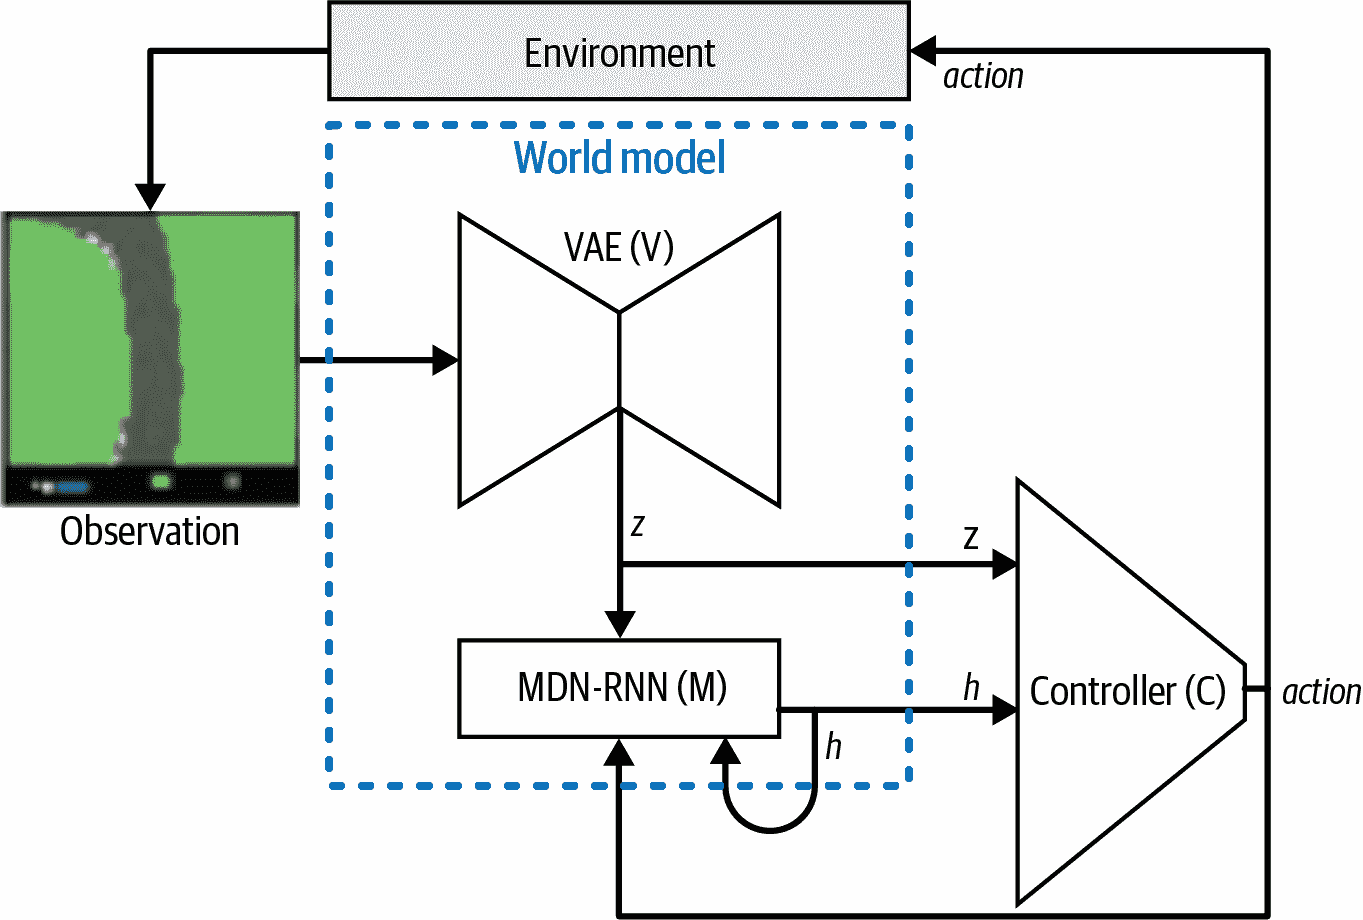 Environment
action
World model
VAE (V)
Observation
z
z
MDN-RNN (M)
h
h
Controller (C)
action